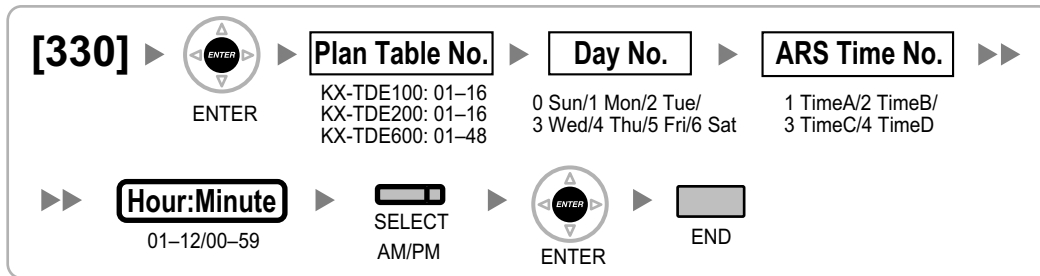 [330] ENTER Plan Table No. Day No. ARS Time No.
ENTER
KX-TDE100: 01–16
KX-TDE200: 01–16
KX-TDE600: 01–48
0 Sun/1 Mon/2 Tue/
3 Wed/4 Thu/5 Fri/6 Sat
1 TimeA/2 TimeB/
3 TimeC/4 TimeD
Hour:Minute
01–12/00–59
SELECT
AM/PM
ENTER
ENTER
END